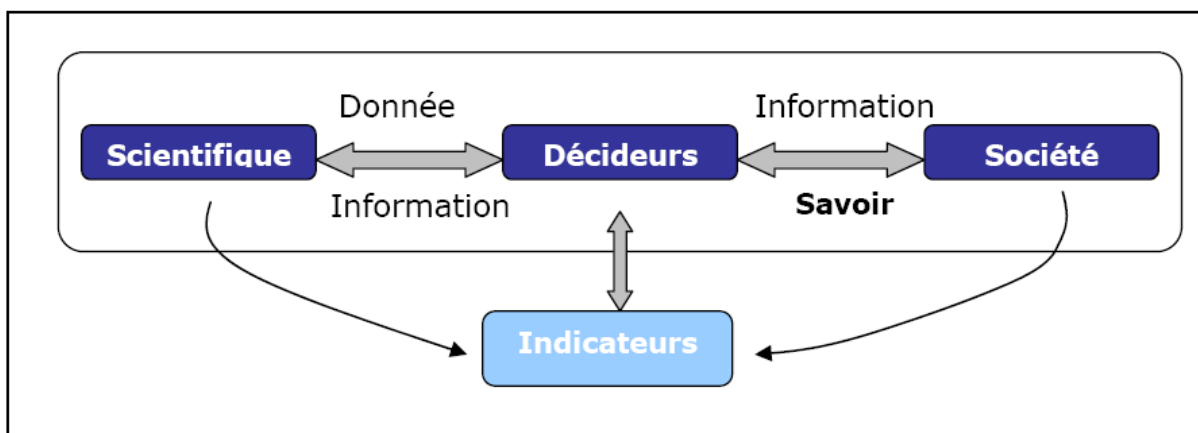 Donnée
Information
Scientifique
Décideurs
Société
Information
Savoir
Indicateurs